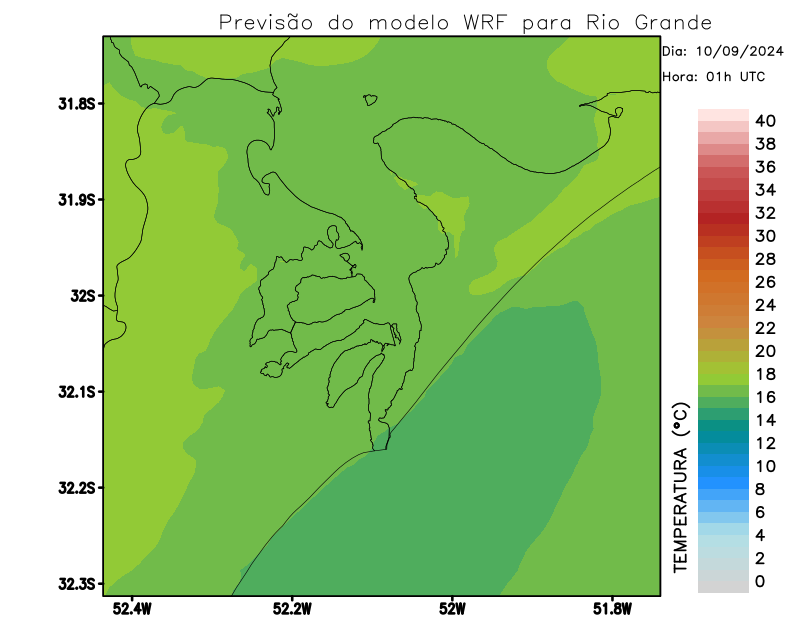 Previsão do modelo WRF para Rio Grande
Dia: 10/09/2024
Hora: 01h UTC
31.8S
31.9S
32S
32.1S
32.2S
32.3S
52.4W
52.2W
52W
51.8W
TEMPERATURA (°C)
40
38
36
34
32
30
28
26
24
22
20
18
16
14
12
10
8
6
4
2
0